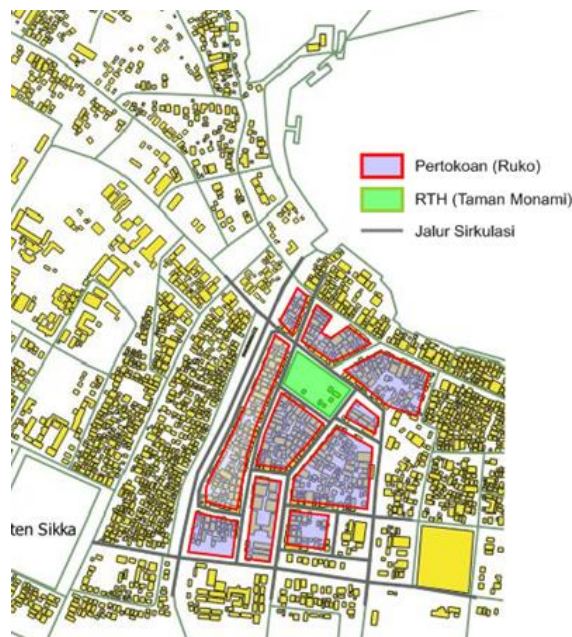 Pertokoan (Ruko)
RTH (Taman Monami)
Jalur Sirkulasi
ten Sikka